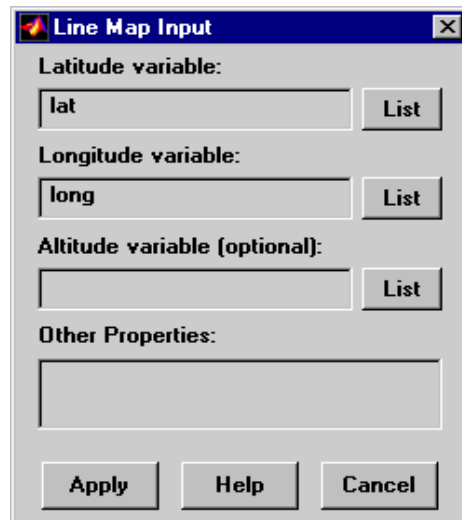 Line Map Input
Latitude variable:
lat List
Longitude variable:
long List
Altitude variable (optional):
List
Other Properties:
Apply Help Cancel